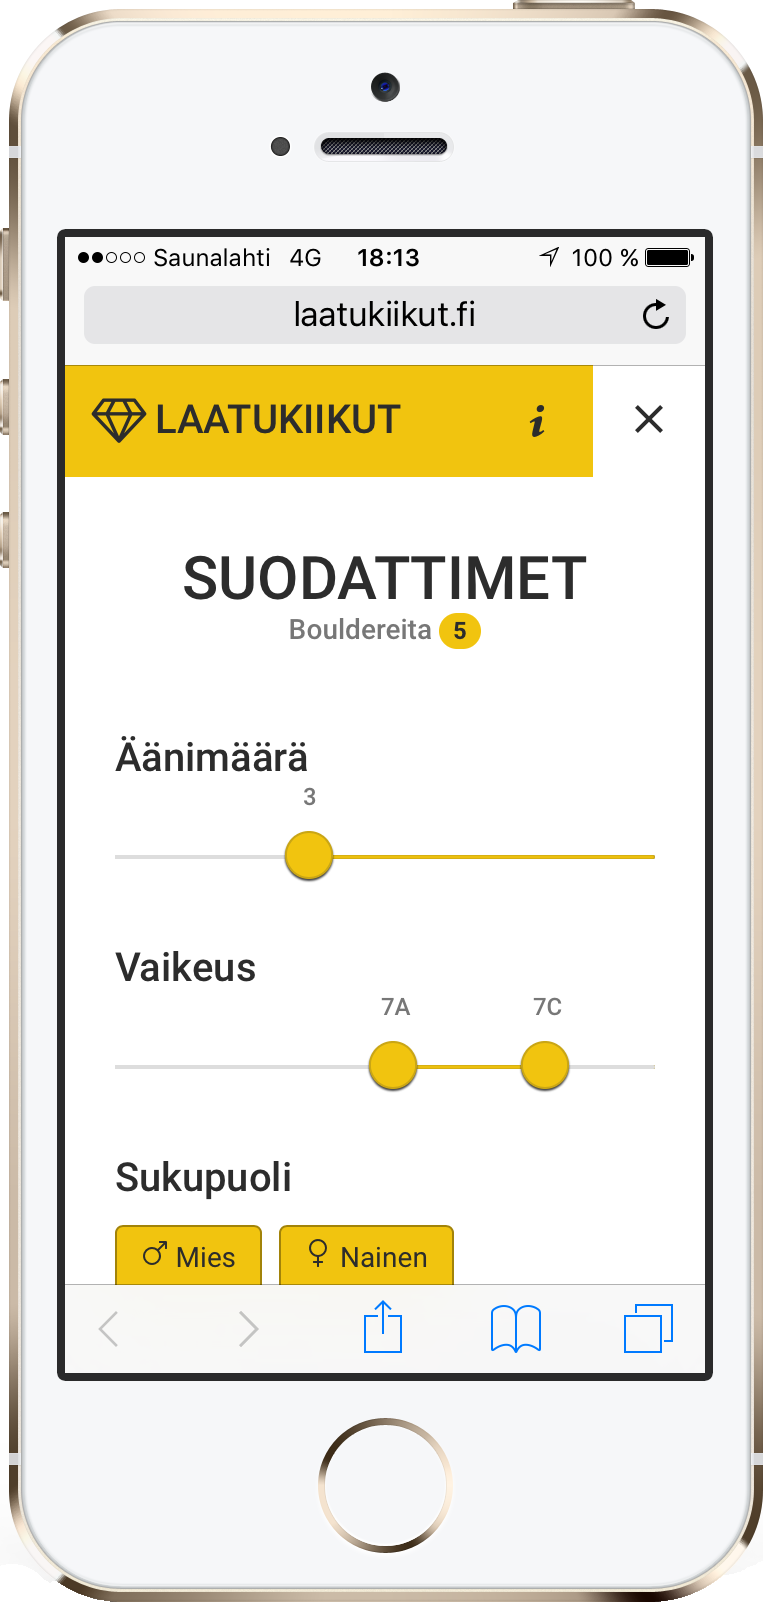 Saunalahti 4G 18:13 100 %
laatukiikut.fi
LAATUKIIKUT i
SUODATTIMET
Bouldereita 5
Äänimäärä
3
Vaikeus
7A 7C
Sukupuoli
Mies Nainen